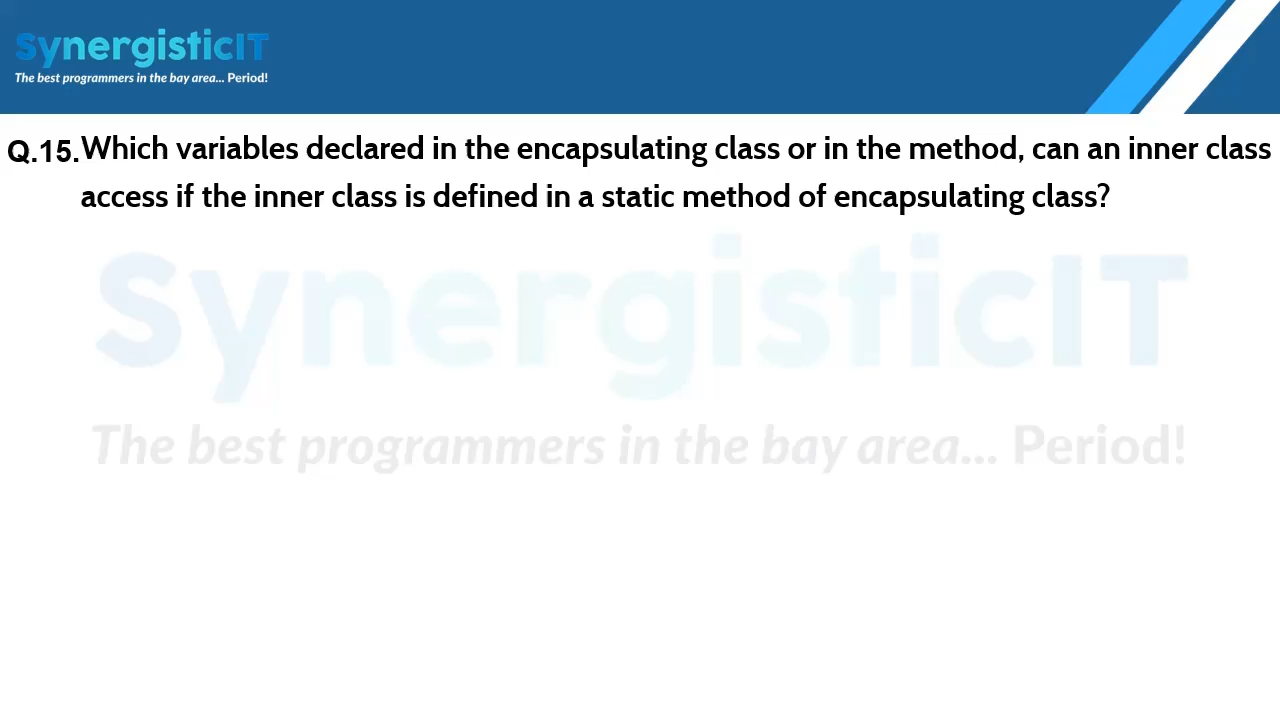 SynergisticIT
The best programmers in the bay area... Period!
Q.15. Which variables declared in the encapsulating class or in the method, can an inner class
access if the inner class is defined in a static method of encapsulating class?
SynergisticIT
The best programmers in the bay area... Period!